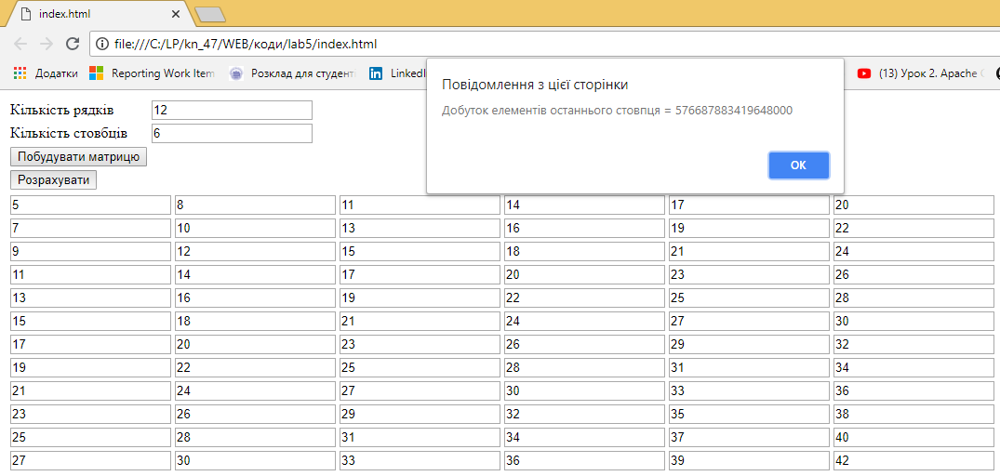 index.html
file:///C:/LP/kn_47/WEB/коди/lab5/index.html
Додатки Reporting Work Item Розклад для студент LinkedI (13) Урок 2. Apache
Повідомлення з цієї сторінки
Добуток елементів останнього стовпця = 576687883419648000
OK
Кількість рядків 12
Кількість стовбців 6
Побудувати матрицю
Розрахувати
5 8 11 14 17 20
7 10 13 16 19 22
9 12 15 18 21 24
11 14 17 20 23 26
13 16 19 22 25 28
15 18 21 24 27 30
17 20 23 26 29 32
19 22 25 28 31 34
21 24 27 30 33 36
23 26 29 32 35 38
25 28 31 34 37 40
27 30 33 36 39 42